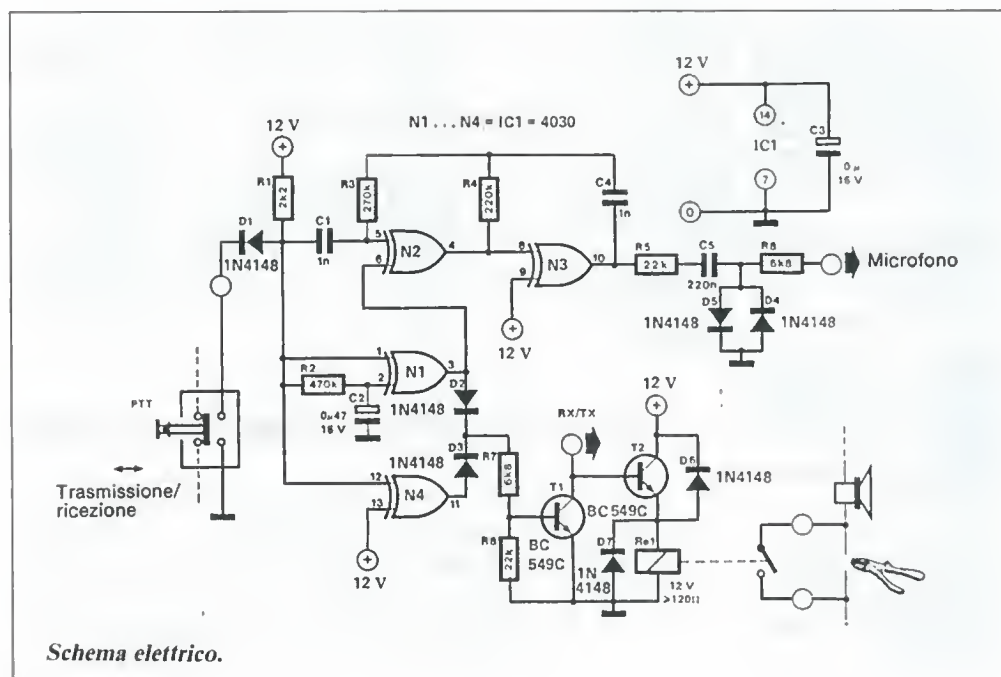 12 V
12 V
N1 ... N4 = IC1 = 4030
14
IC1
7
C3
0µ
16 V
0
R1
2k2
D1
1N4148
C1
1n
R3
270k
5
6
N2
4
R4
220k
C4
1n
8
9
N3
10
12 V
R5
22k
C5
220n
R6
6k8
Microfono
D5
1N4148
D4
1N4148
PTT
Trasmissione/
ricezione
R2
470k
1
2
N1
3
C2
0µ47
16 V
1N4148
D2
D3
1N4148
12
13
N4
11
12 V
R7
6k8
R8
22k
RX/TX
T1
BC
549C
12 V
T2
BC549C
D6
1N4148
D7
1N
4148
Re1
12 V
>120Ω
Schema elettrico.